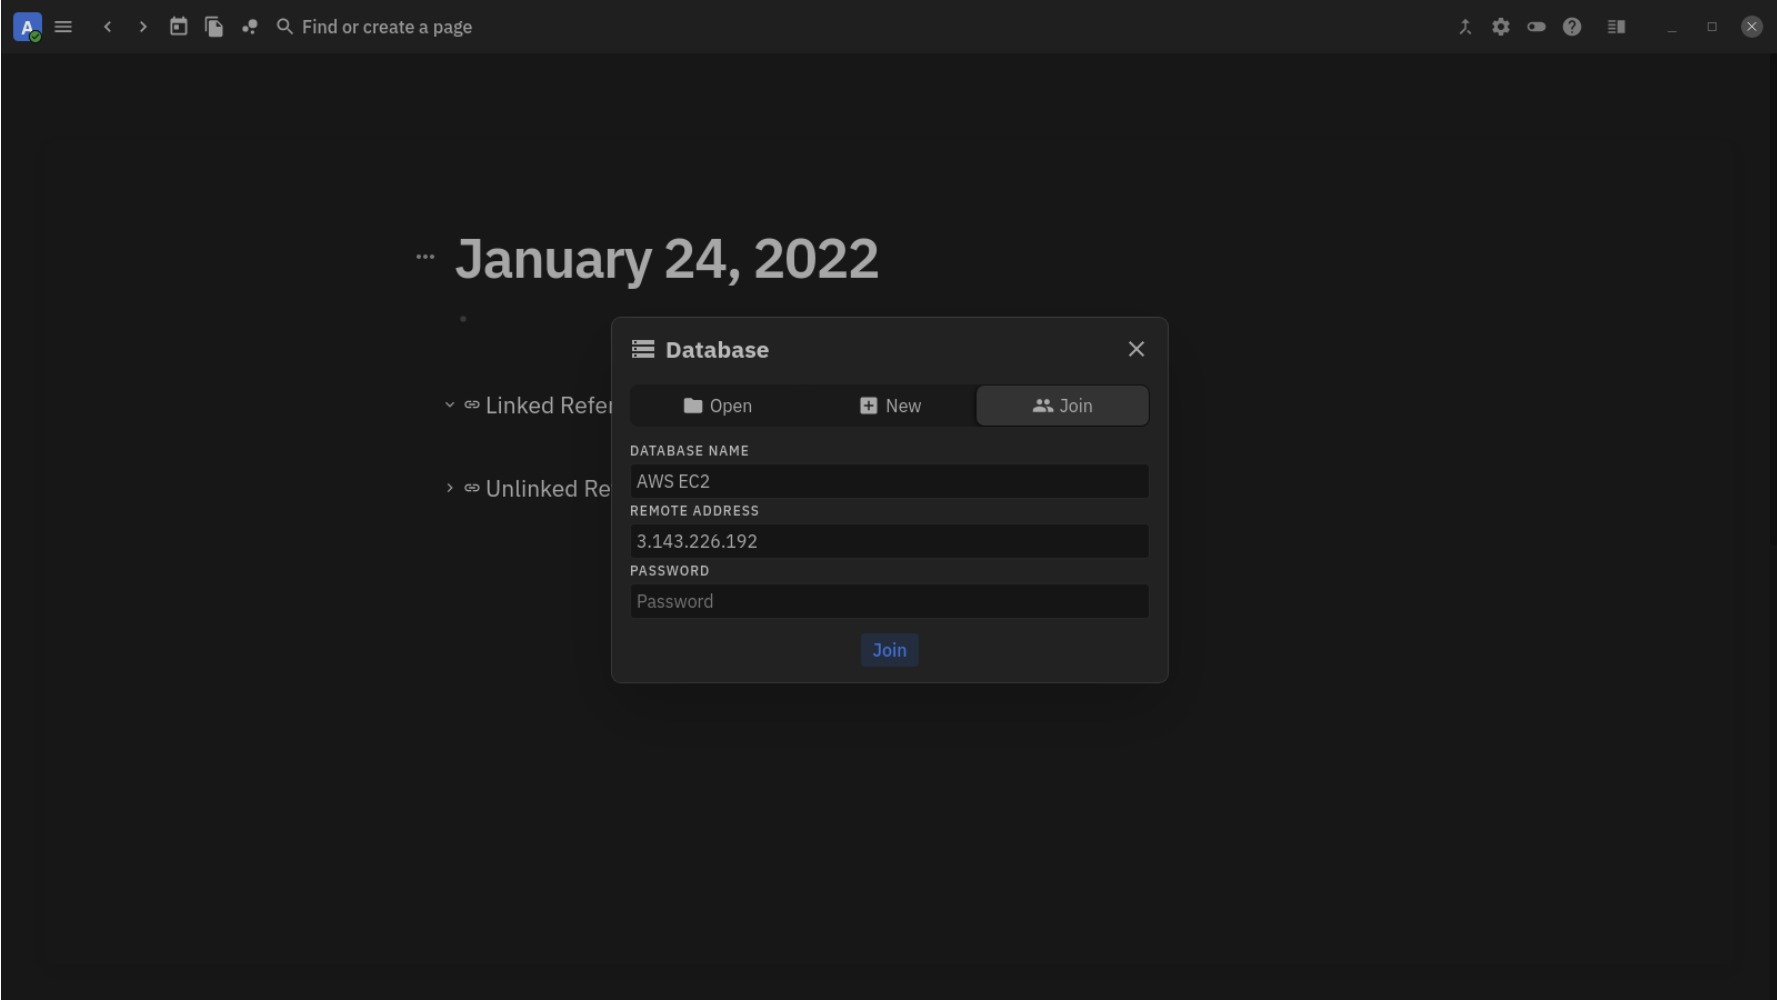 A
Find or create a page
January 24, 2022
Database
Open New Join
DATABASE NAME
AWS EC2
REMOTE ADDRESS
3.143.226.192
PASSWORD
Password
Join
Linked Refer
Unlinked Re